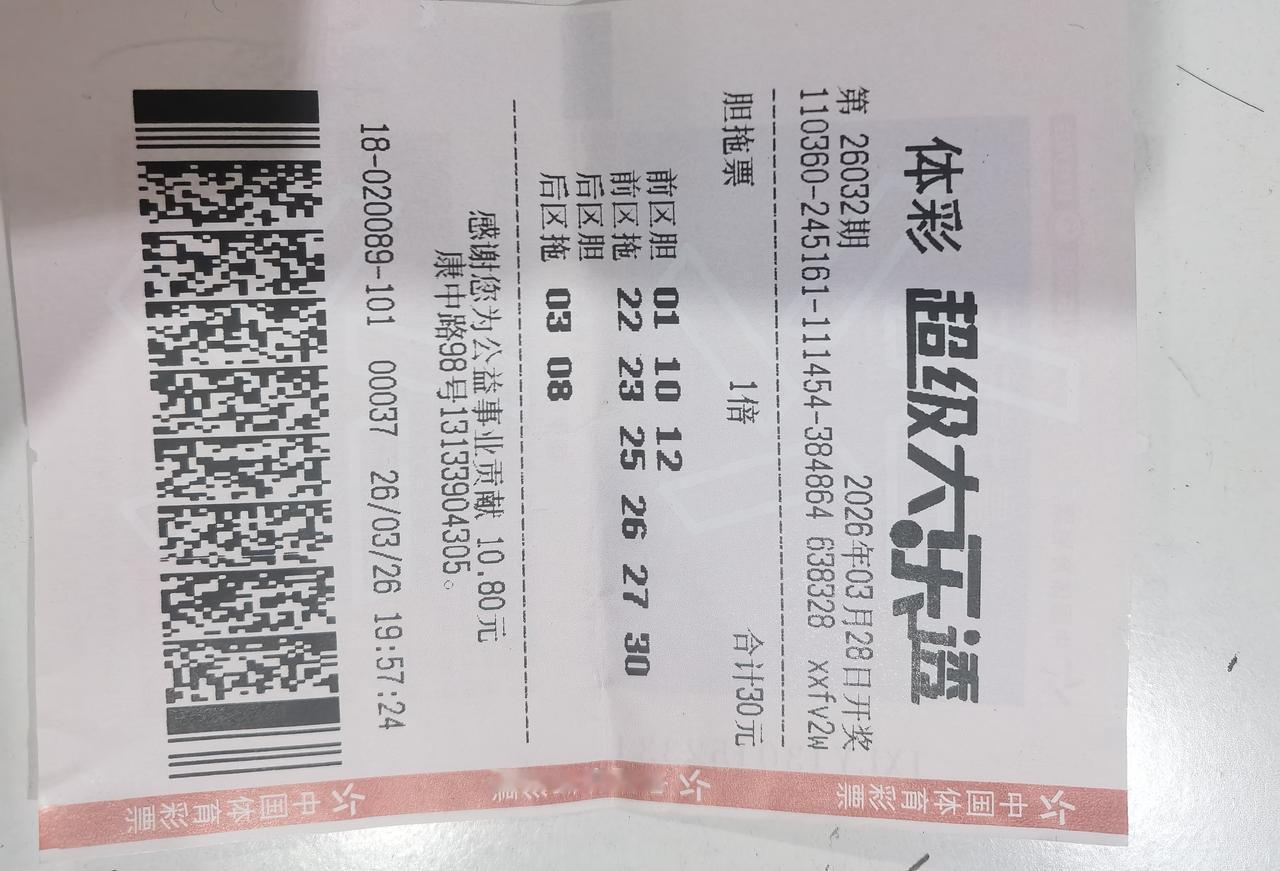 体彩 超级大乐透
第 26032期 2026年03月28日开奖
110360-245161-111454-384864 638328 xxfv2w
胆拖票 1倍 合计30元
前区胆 01 10 12
前区拖 22 23 25 26 27 30
后区胆
后区拖 03 08
感谢您为公益事业贡献 10.80元
康中路98号13133904305。
18-020089-101 00037 26/03/26 19:57:24
中国体育彩票
中国体育彩票